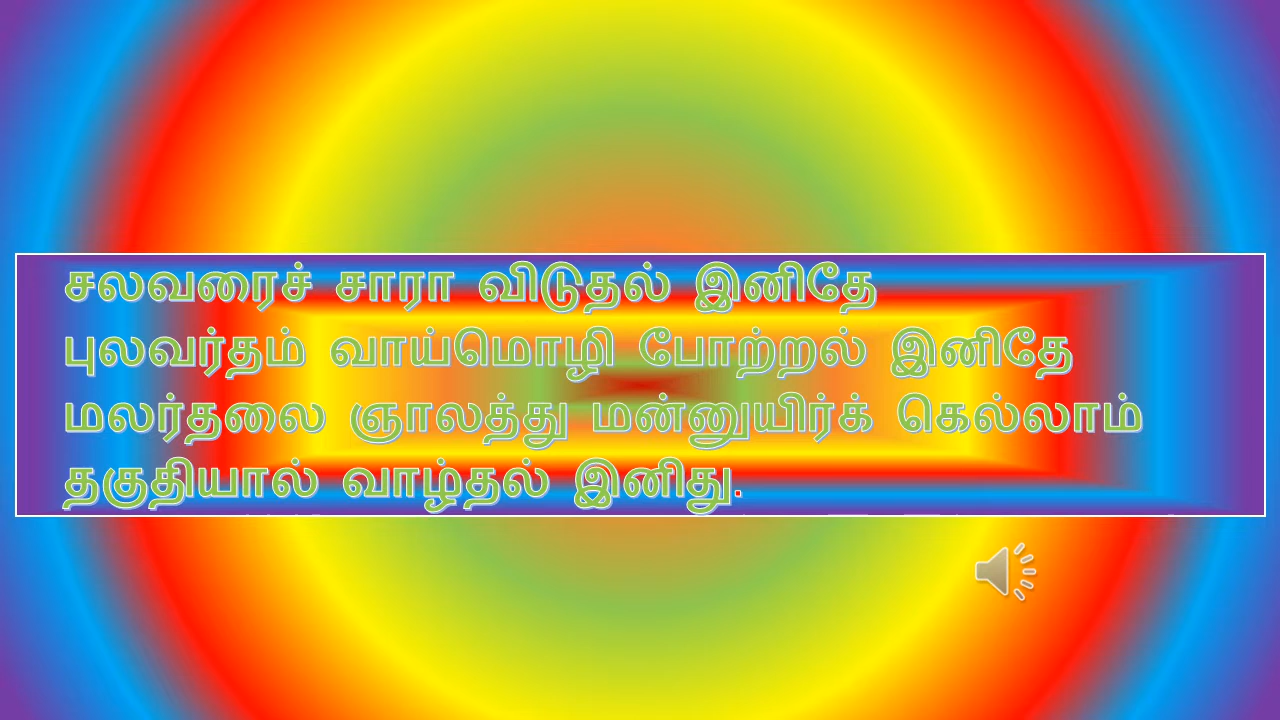 சலவரைச் சாரா விடுதல் இனிதே
புலவர்தம் வாய்மொழி போற்றல் இனிதே
மலர்தலை ஞாலத்து மன்னுயிர்க் கெல்லாம்
தகுதியால் வாழ்தல் இனிது.